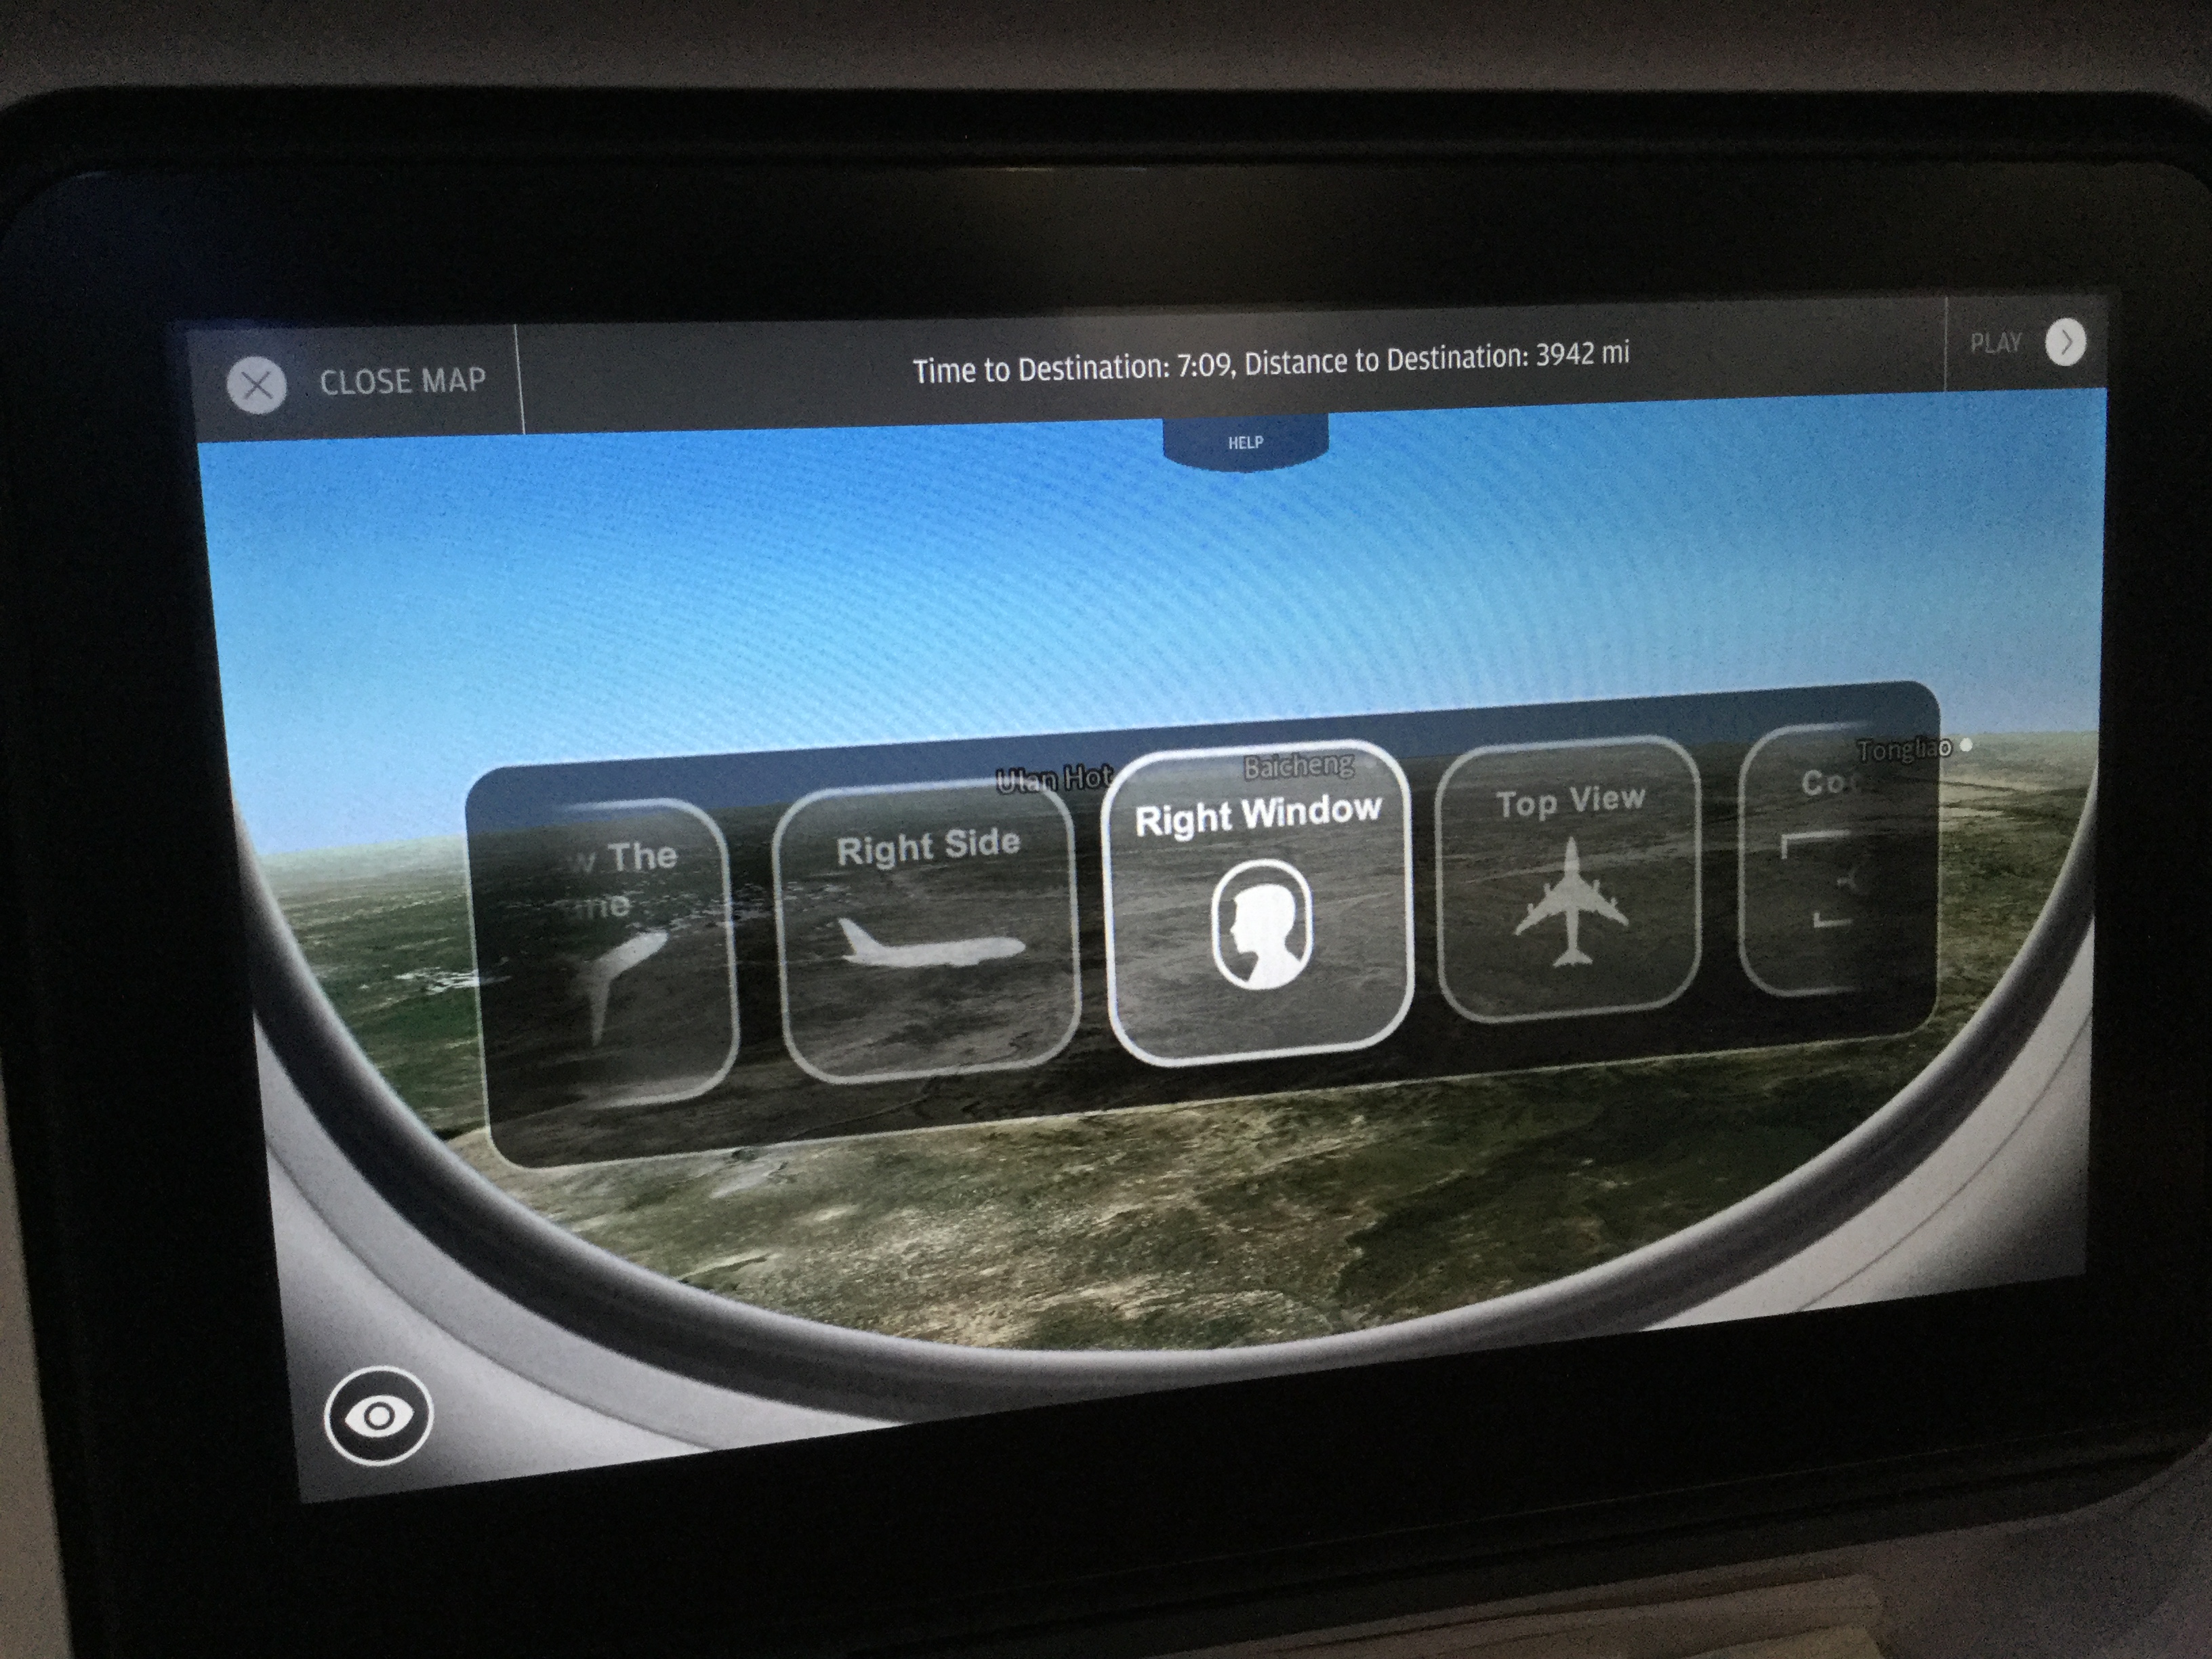 CLOSE MAP
Time to Destination: 7:09, Distance to Destination: 3942 mi
PLAY
HELP
Tongliao
Ulan Hot
Baicheng
The
Right Side
Right Window
Top View